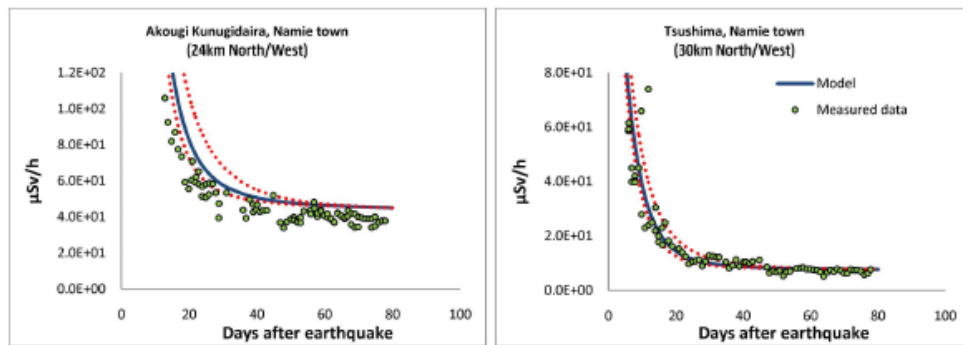 Akougi Kunugidaira, Namie town
(24km North/West)
1.2E+02
1.0E+02
8.0E+01
6.0E+01
4.0E+01
2.0E+01
0.0E+00
μSv/h
0 20 40 60 80 100
Days after earthquake
Tsushima, Namie town
(30km North/West)
8.0E+01
6.0E+01
4.0E+01
2.0E+01
0.0E+00
μSv/h
Model
Measured data
0 20 40 60 80 100
Days after earthquake